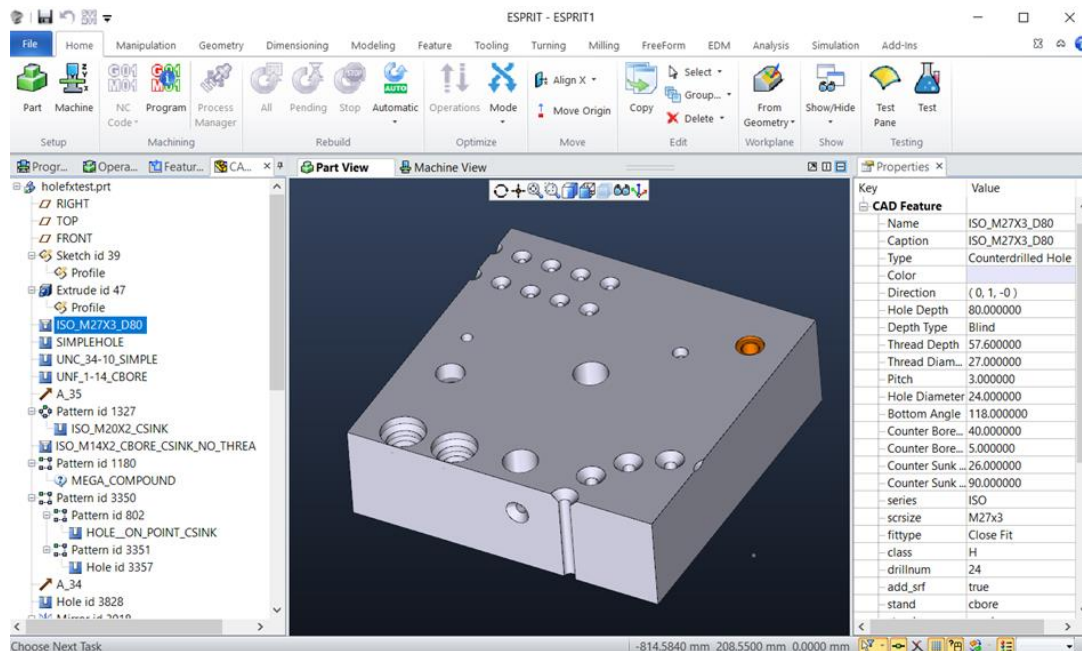 ESPRIT - ESPRIT1
File Home Manipulation Geometry Dimensioning Modeling Feature Tooling Turning Milling FreeForm EDM Analysis Simulation Add-Ins
Part Machine NC Code Program Process Manager All Pending Stop Automatic Operations Mode Align X Move Origin Copy Select Group... Delete From Geometry Show/Hide Test Pane Test
Setup Machining Rebuild Optimize Move Edit Workplane Show Testing
Progr... Opera... Featur... CA... Part View Machine View Properties
holefxtest.prt
RIGHT
TOP
FRONT
Sketch id 39
Profile
Extrude id 47
Profile
ISO_M27X3_D80
SIMPLEHOLE
UNC_34-10_SIMPLE
UNF_1-14_CBORE
A_35
Pattern id 1327
ISO_M20X2_CSINK
ISO_M14X2_CBORE_CSINK_NO_THREA
Pattern id 1180
MEGA_COMPOUND
Pattern id 3350
Pattern id 802
HOLE__ON_POINT_CSINK
Pattern id 3351
Hole id 3357
A_34
Hole id 3828
Key Value
CAD Feature
Name ISO_M27X3_D80
Caption ISO_M27X3_D80
Type Counterdrilled Hole
Color
Direction ( 0, 1, -0 )
Hole Depth 80.000000
Depth Type Blind
Thread Depth 57.600000
Thread Diam... 27.000000
Pitch 3.000000
Hole Diameter 24.000000
Bottom Angle 118.000000
Counter Bore... 40.000000
Counter Bore... 5.000000
Counter Sunk ... 26.000000
Counter Sunk ... 90.000000
series ISO
scrsize M27x3
fittype Close Fit
class H
drillnum 24
add_srf true
stand cbore
Choose Next Task -814.5840 mm 208.5500 mm 0.0000 mm